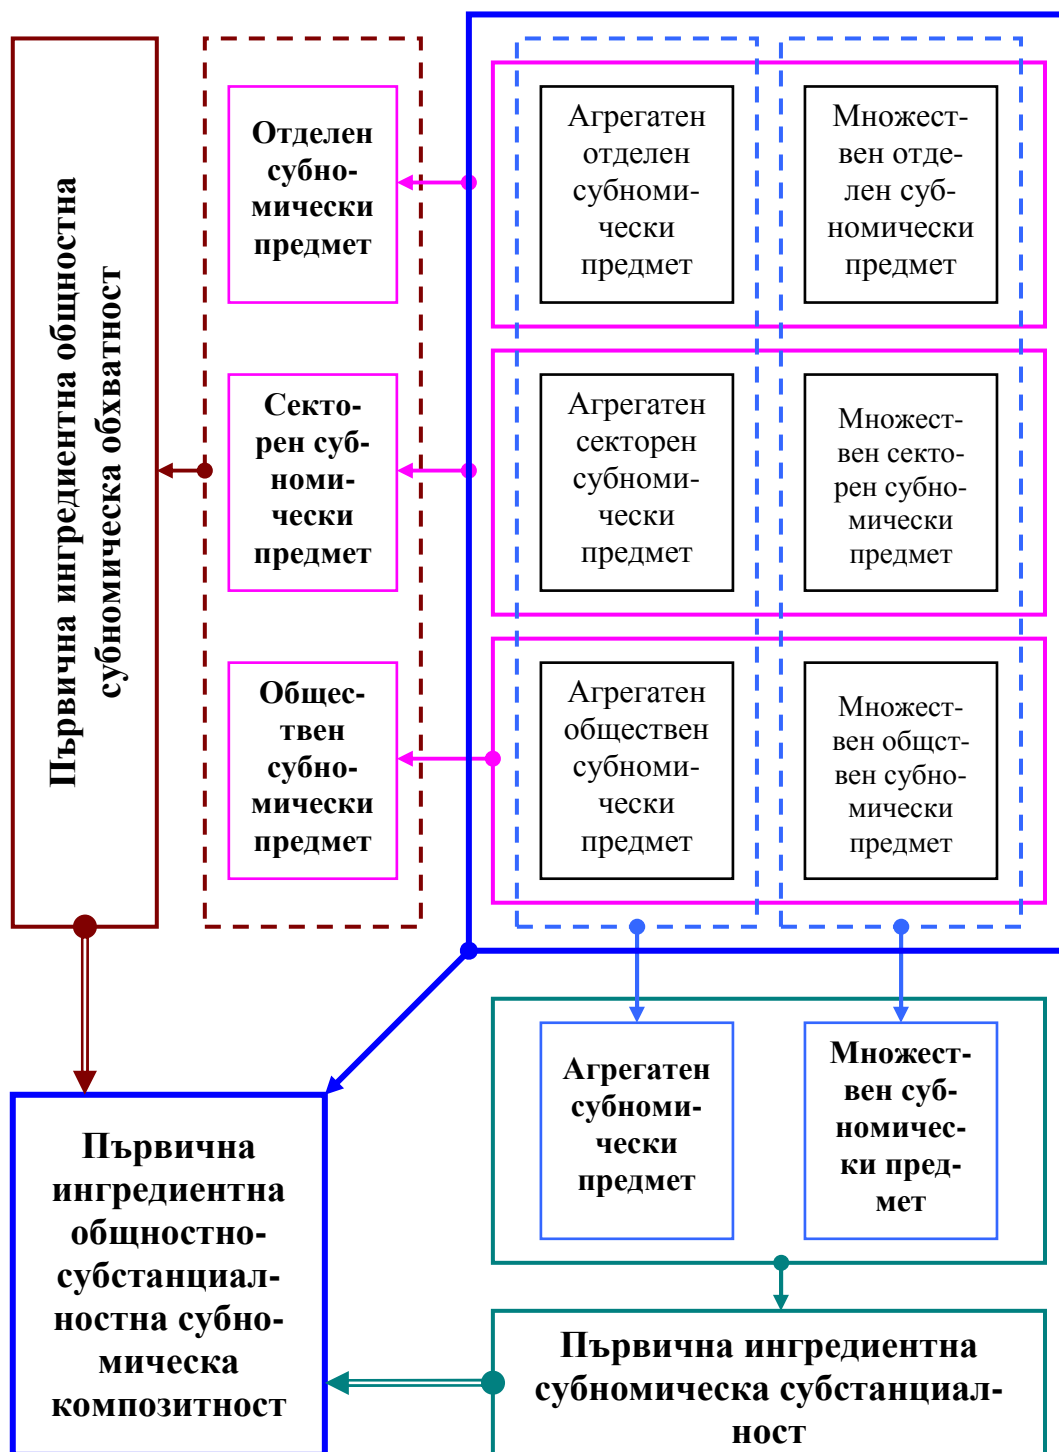 Първична ингредиентна общностна
субномическа обхватност
Отделен
субно-
мически
предмет
Агрегатен
отделен
субноми-
чески
предмет
Множест-
вен отде-
лен суб-
номически
предмет
Секто-
рен суб-
номи-
чески
предмет
Агрегатен
секторен
субноми-
чески
предмет
Множест-
вен секто-
рен субно-
мически
предмет
Общес-
твен
субно-
мически
предмет
Агрегатен
обществен
субноми-
чески
предмет
Множест-
вен общст-
вен субно-
мически
предмет
Агрегатен
субноми-
чески
предмет
Множест-
вен суб-
номичес-
ки пред-
мет
Първична
ингредиентна
общностно-
субстанциал-
ностна субно-
мическа
композитност
Първична ингредиентна
субномическа субстанциал-
ност